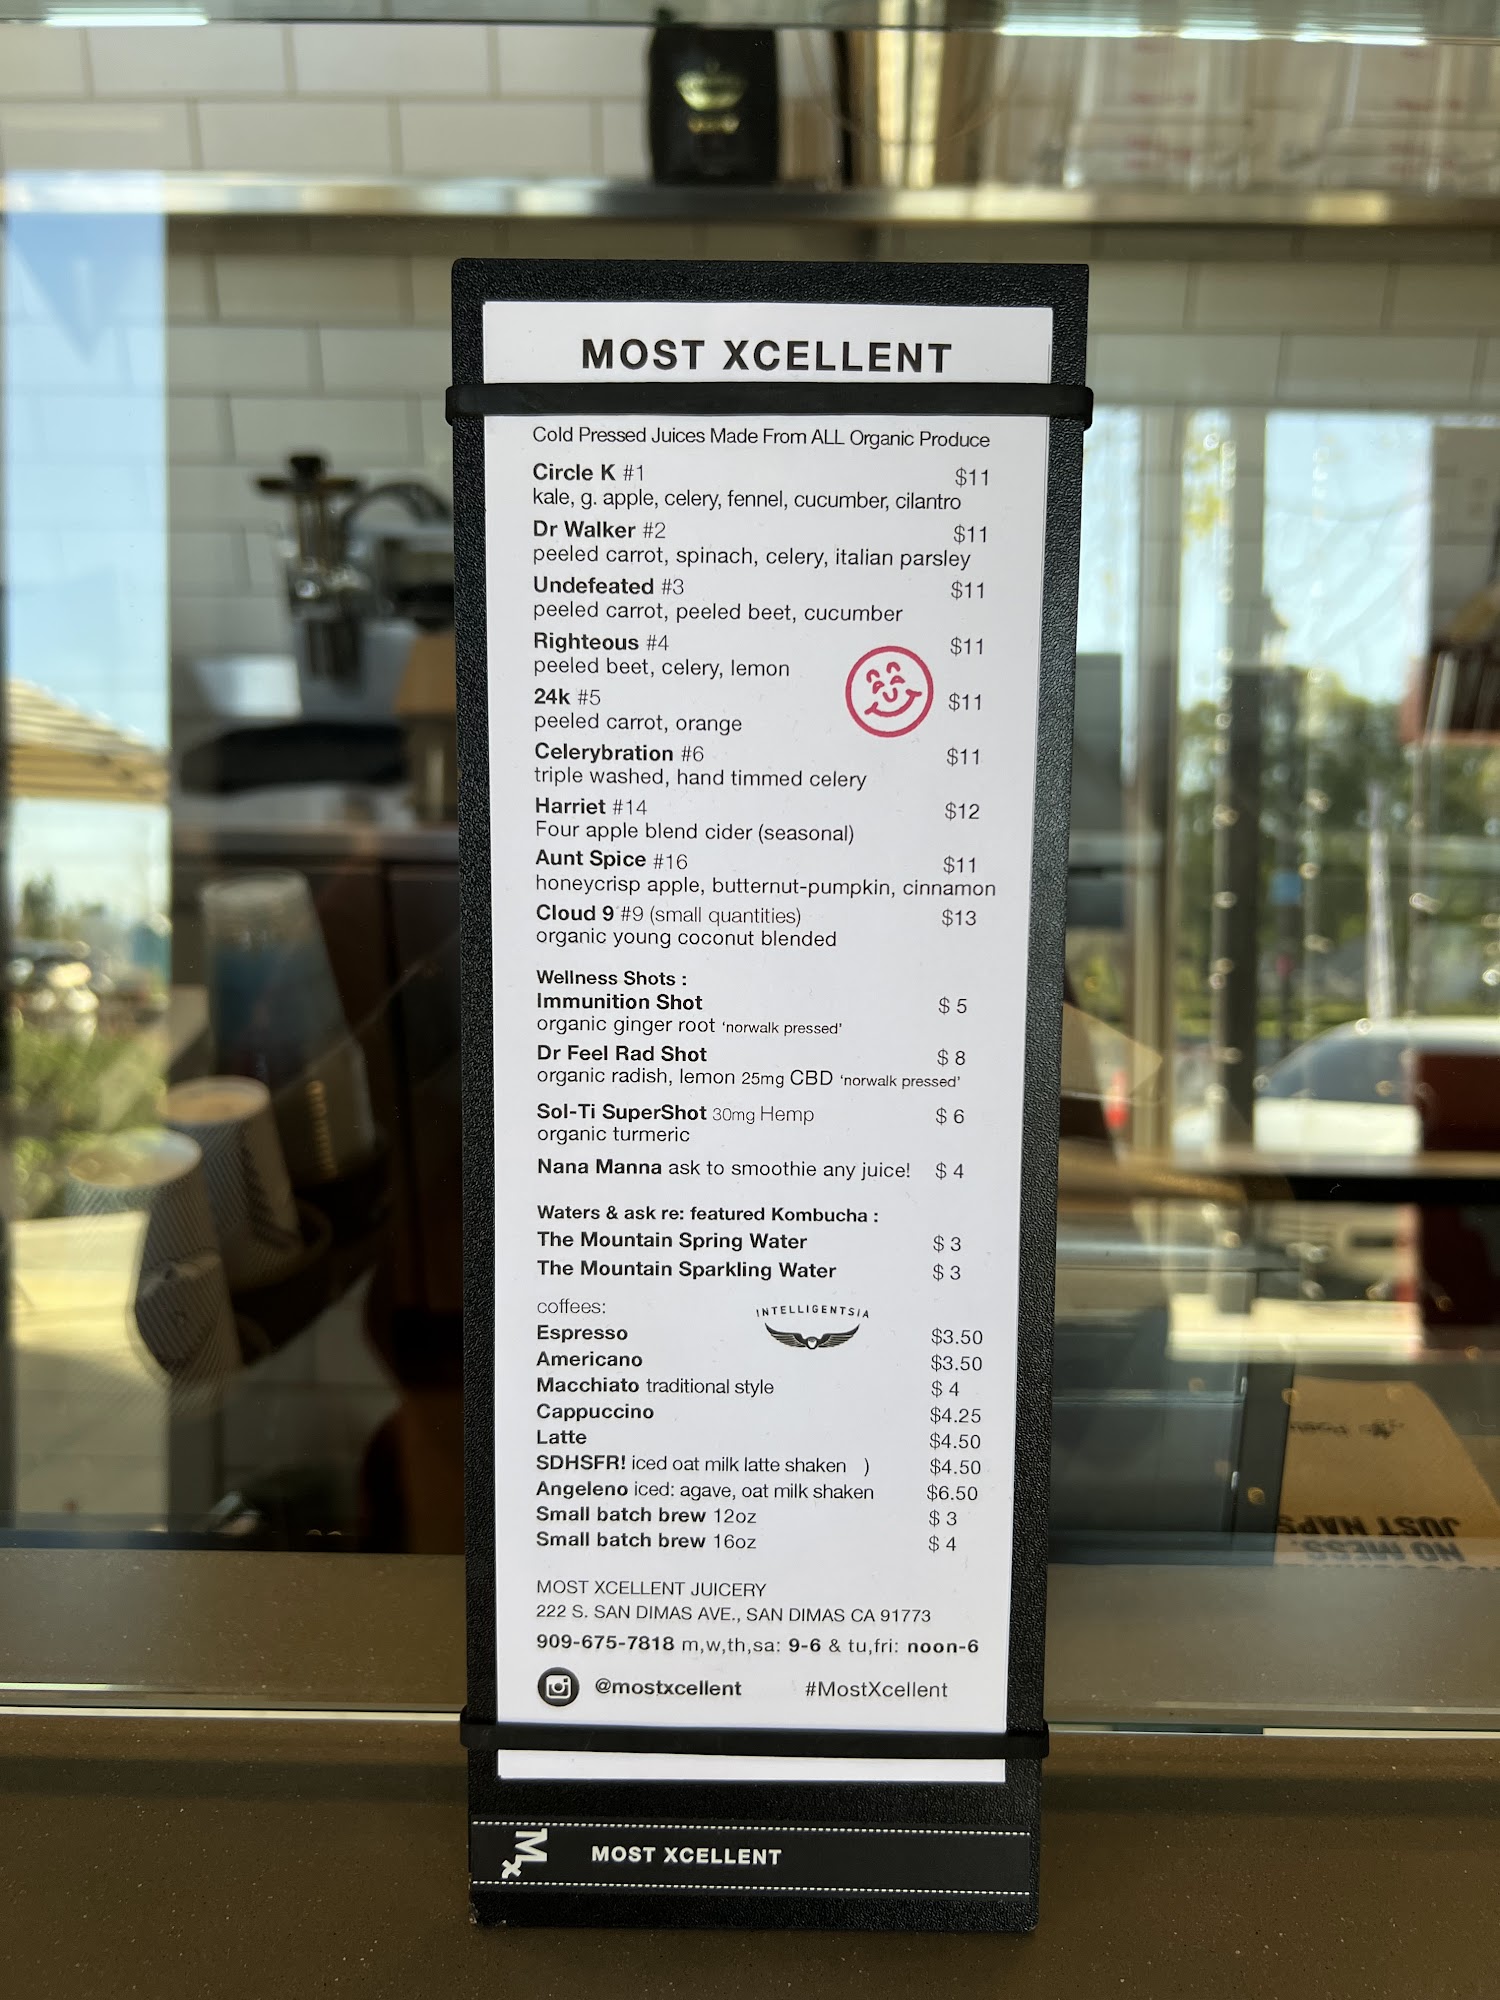 MOST XCELLENT
Cold Pressed Juices Made From ALL Organic Produce
Circle K #1 $11
kale, g. apple, celery, fennel, cucumber, cilantro
Dr Walker #2 $11
peeled carrot, spinach, celery, italian parsley
Undefeated #3 $11
peeled carrot, peeled beet, cucumber
Righteous #4 $11
peeled beet, celery, lemon
24k #5 $11
peeled carrot, orange
Celerybration #6 $11
triple washed, hand timmed celery
Harriet #14 $12
Four apple blend cider (seasonal)
Aunt Spice #16 $11
honeycrisp apple, butternut-pumpkin, cinnamon
Cloud 9 #9 (small quantities) $13
organic young coconut blended
Wellness Shots :
Immunition Shot $ 5
organic ginger root ‘norwalk pressed’
Dr Feel Rad Shot $ 8
organic radish, lemon 25mg CBD ‘norwalk pressed’
Sol-Ti SuperShot 30mg Hemp $ 6
organic turmeric
Nana Manna ask to smoothie any juice! $ 4
Waters & ask re: featured Kombucha :
The Mountain Spring Water $ 3
The Mountain Sparkling Water $ 3
coffees: INTELLIGENTSIA
Espresso $3.50
Americano $3.50
Macchiato traditional style $ 4
Cappuccino $4.25
Latte $4.50
SDHSFR! iced oat milk latte shaken ) $4.50
Angeleno iced: agave, oat milk shaken $6.50
Small batch brew 12oz $ 3
Small batch brew 16oz $ 4
MOST XCELLENT JUICERY
222 S. SAN DIMAS AVE., SAN DIMAS CA 91773
909-675-7818 m,w,th,sa: 9-6 & tu,fri: noon-6
@mostxcellent #MostXcellent
Mx MOST XCELLENT
NO MESS.
JUST NAPS